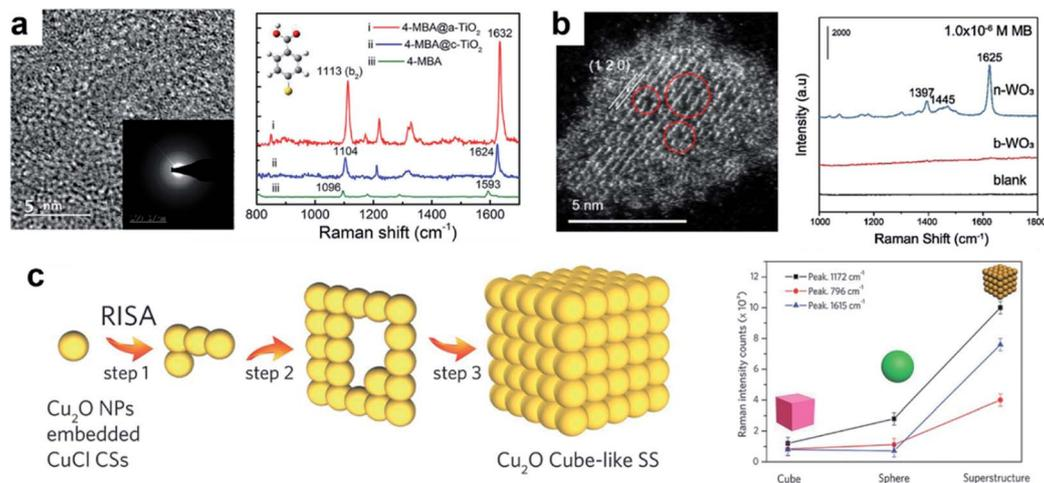 a
5 nm
4-MBA@a-TiO₂
4-MBA@c-TiO₂
4-MBA
i
ii
iii
1113 (b₂)
1632
i
1104
1624
ii
1096
1593
iii
800 1000 1200 1400 1600
Raman shift (cm⁻¹)
b
(1 2 0)
5 nm
2000
1.0x10⁻⁶ M MB
1625
n-WO₃
1397
1445
b-WO₃
blank
Intensity (a.u)
1000 1200 1400 1600 1800
Raman Shift (cm⁻¹)
c
RISA
step 1
step 2
step 3
Cu₂O NPs
embedded
CuCl CSs
Cu₂O Cube-like SS
Peak. 1172 cm⁻¹
Peak. 796 cm⁻¹
Peak. 1615 cm⁻¹
12
10
8
6
4
2
0
Cube Sphere Superstructure